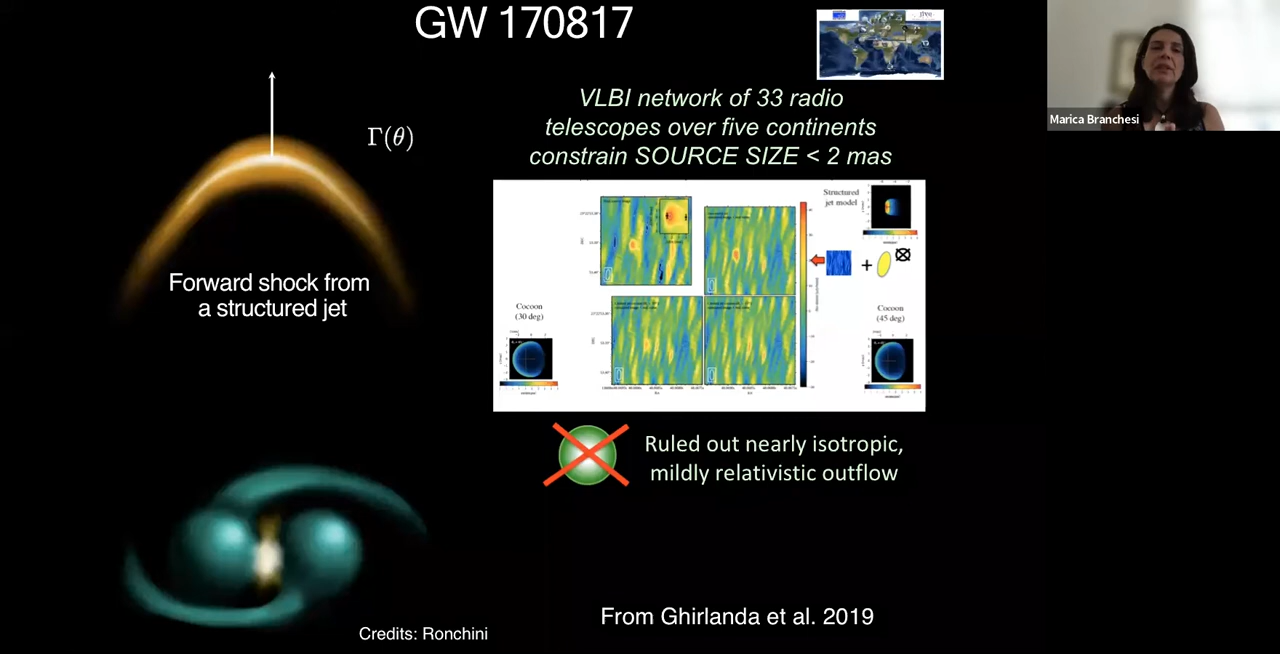 GW 170817
Marica Branchesi
Γ(θ)
VLBI network of 33 radio
telescopes over five continents
constrain SOURCE SIZE < 2 mas
Structured
jet model
Forward shock from
a structured jet
Cocoon
(30 deg)
Cocoon
(45 deg)
Ruled out nearly isotropic,
mildly relativistic outflow
From Ghirlanda et al. 2019
Credits: Ronchini